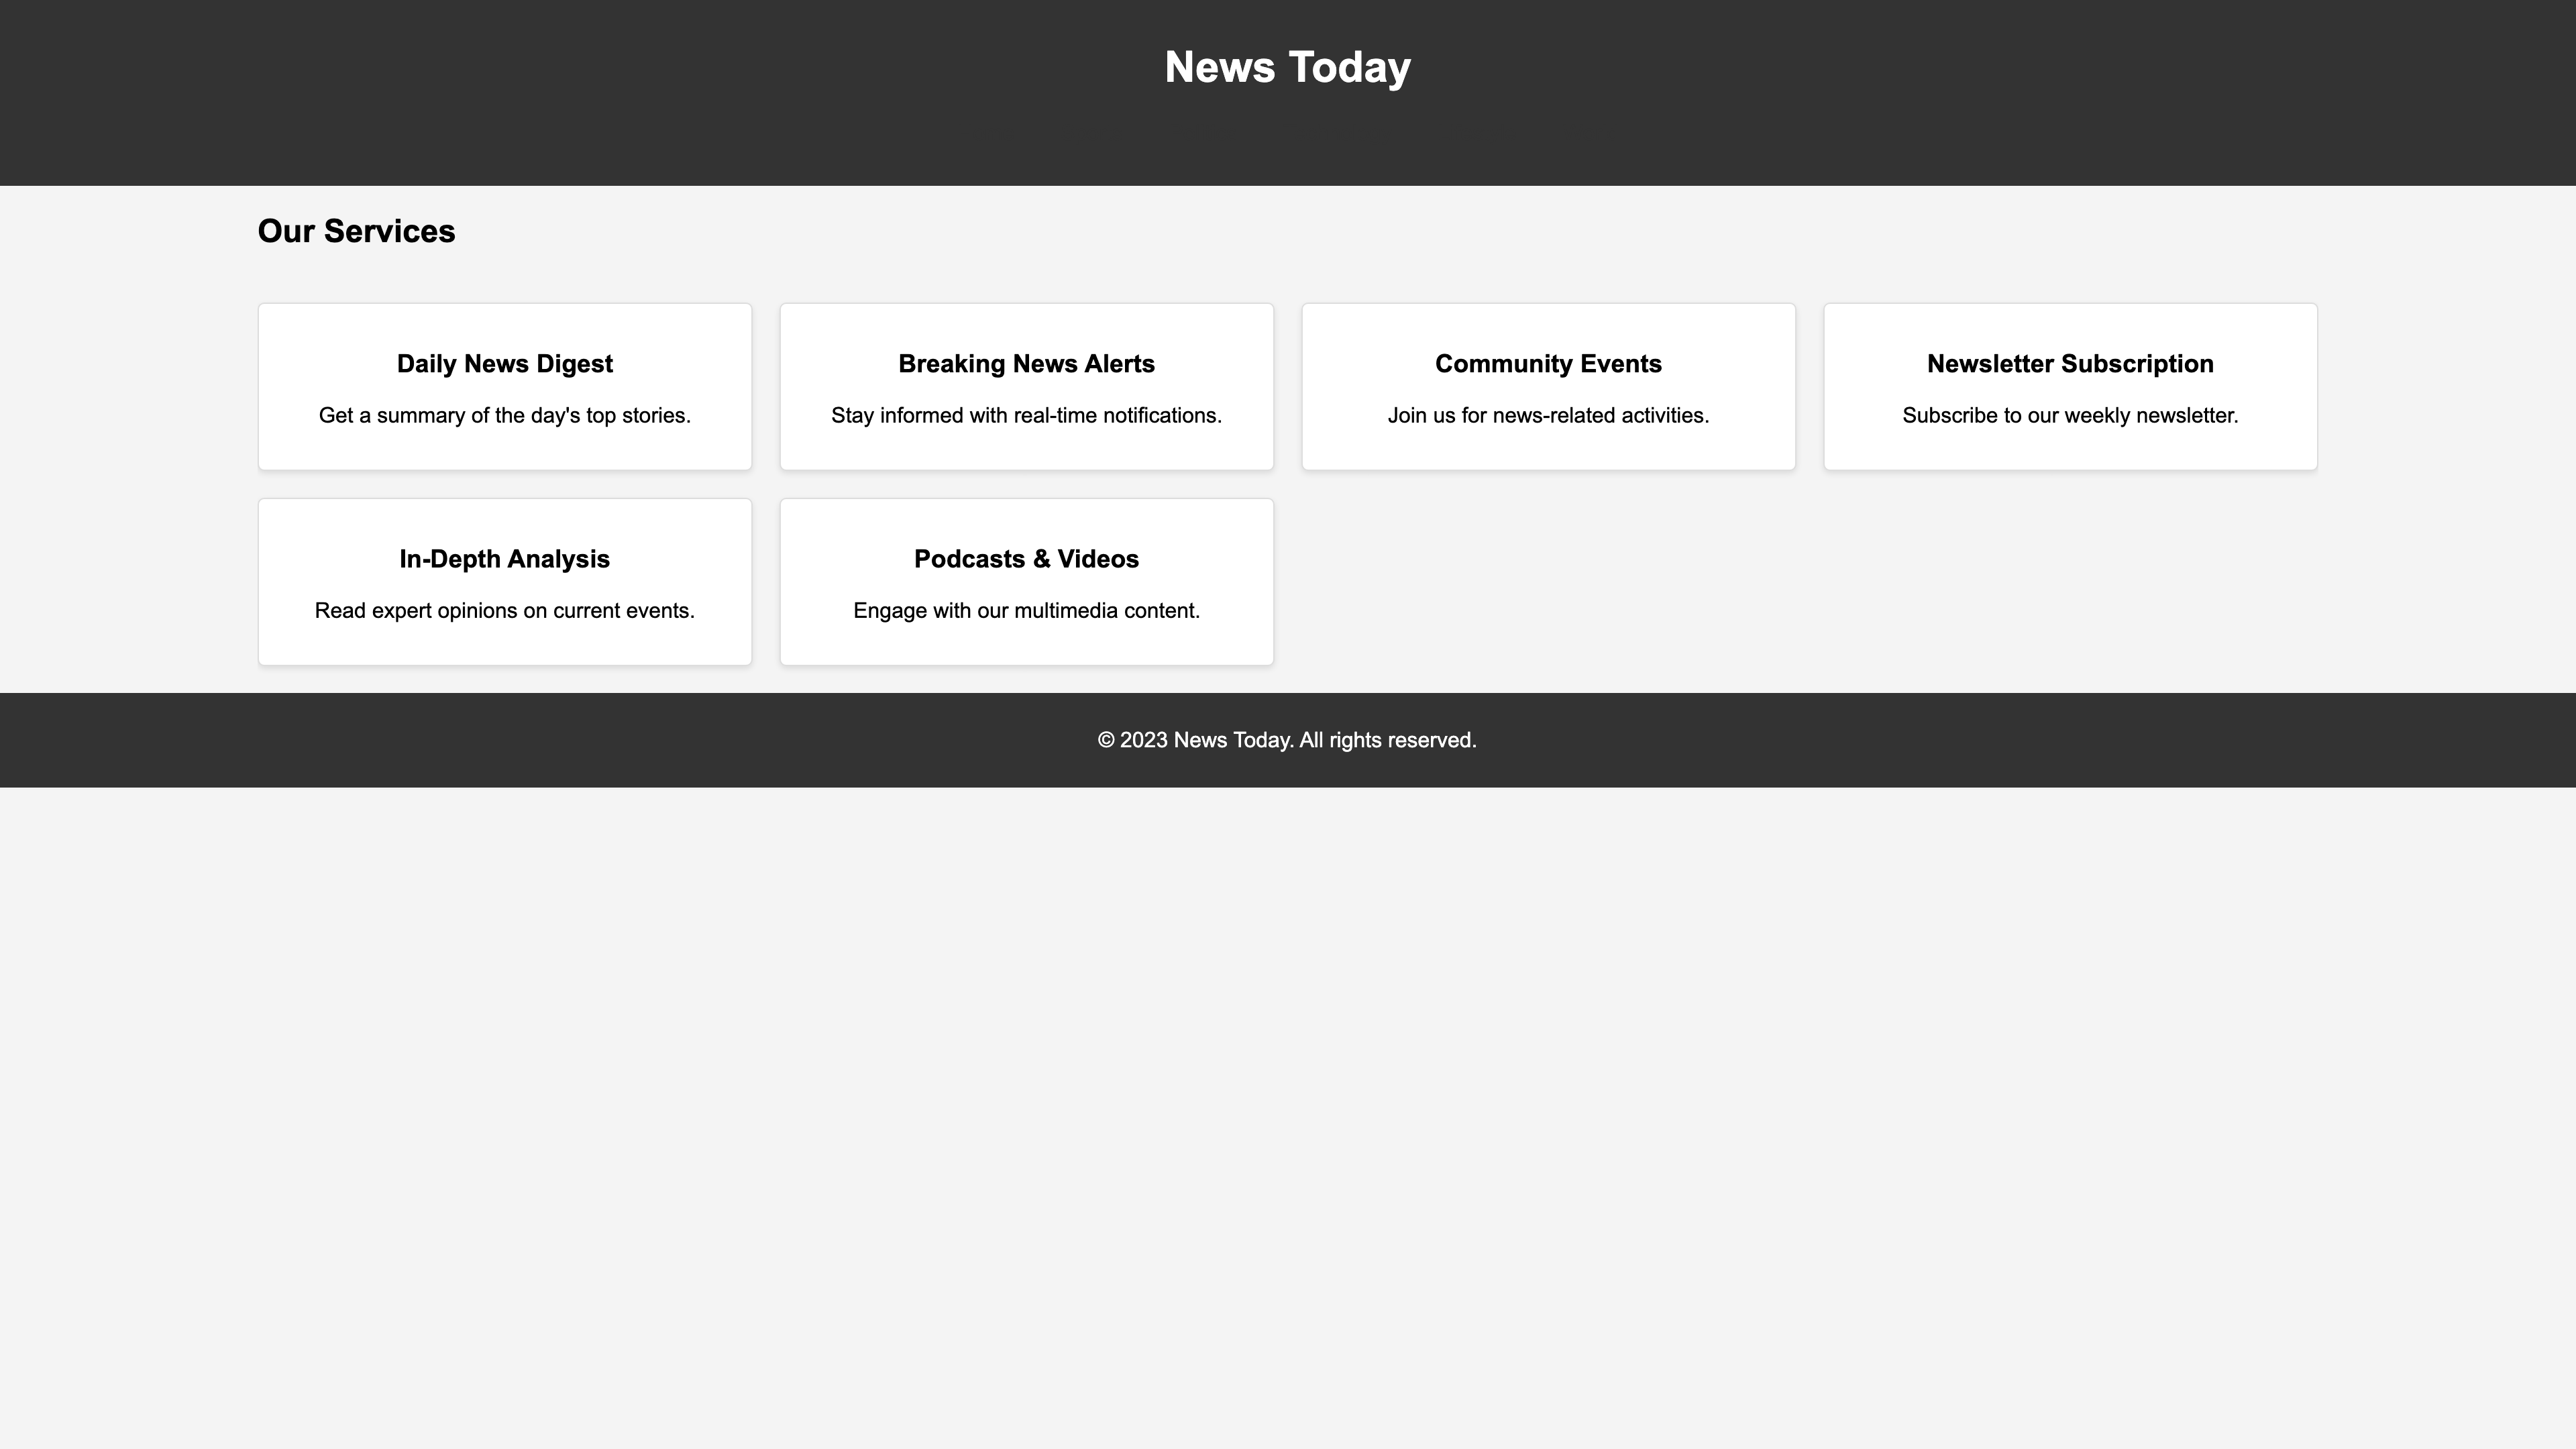 News Today
Our Services
Daily News Digest
Get a summary of the day's top stories.
Breaking News Alerts
Stay informed with real-time notifications.
Community Events
Join us for news-related activities.
Newsletter Subscription
Subscribe to our weekly newsletter.
In-Depth Analysis
Read expert opinions on current events.
Podcasts & Videos
Engage with our multimedia content.
© 2023 News Today. All rights reserved.